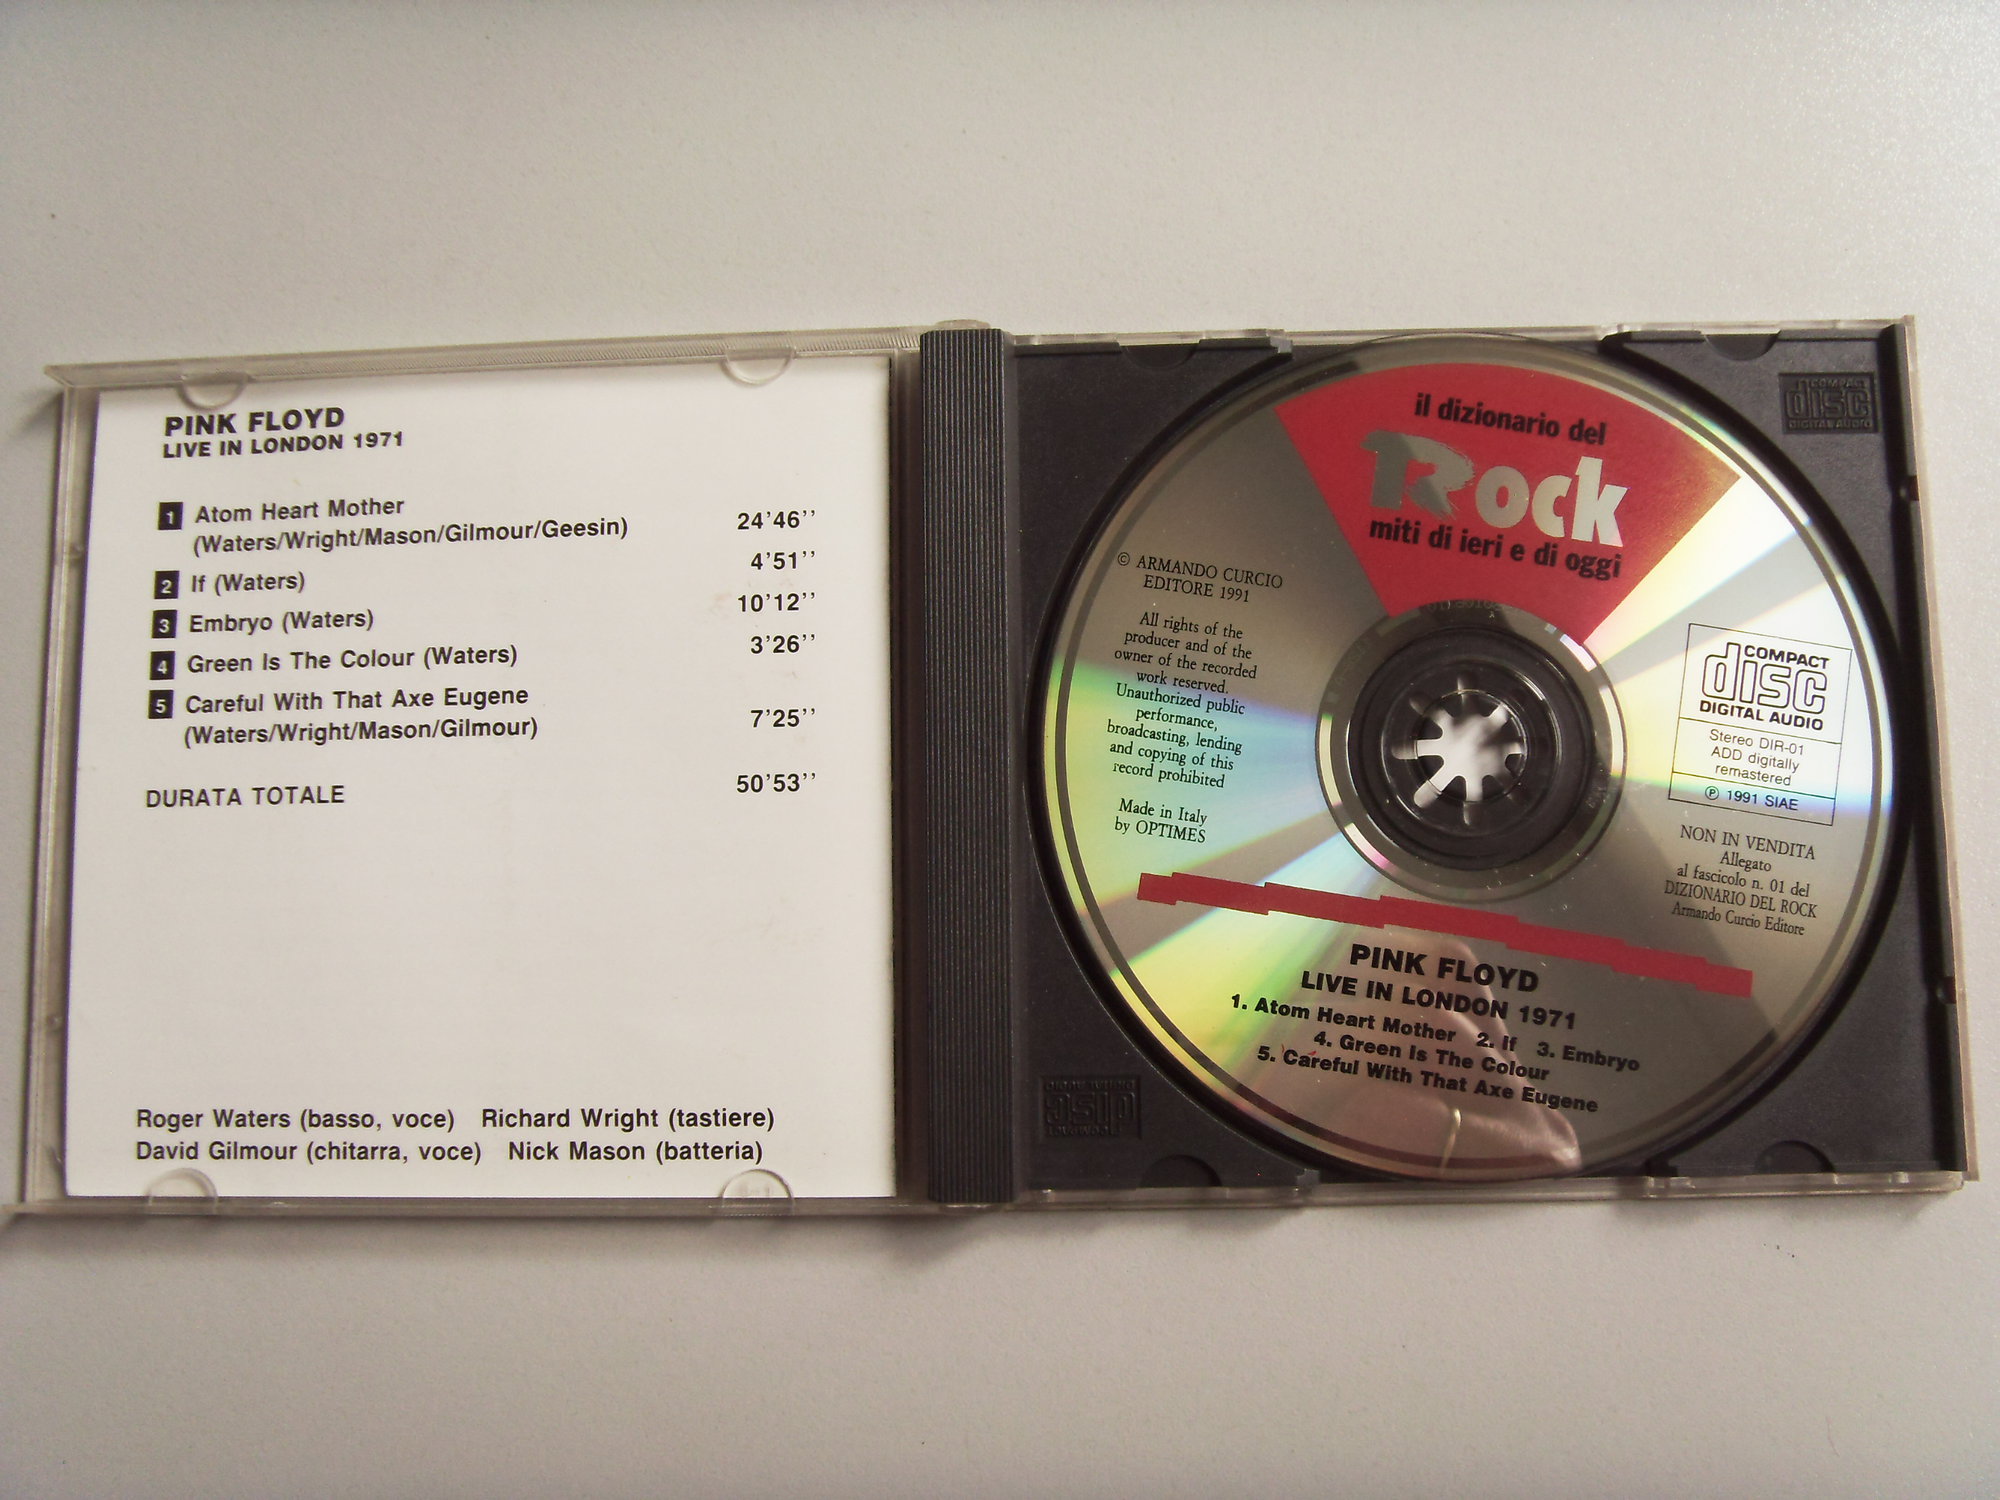 PINK FLOYD
LIVE IN LONDON 1971
1 Atom Heart Mother
(Waters/Wright/Mason/Gilmour/Geesin) 24'46''
2 If (Waters) 4'51''
3 Embryo (Waters) 10'12''
4 Green Is The Colour (Waters) 3'26''
5 Careful With That Axe Eugene
(Waters/Wright/Mason/Gilmour) 7'25''
DURATA TOTALE 50'53''
Roger Waters (basso, voce) Richard Wright (tastiere)
David Gilmour (chitarra, voce) Nick Mason (batteria)
il dizionario del
Rock
miti di ieri e di oggi
© ARMANDO CURCIO
EDITORE 1991
All rights of the
producer and of the
owner of the recorded
work reserved.
Unauthorized public
performance,
broadcasting, lending
and copying of this
record prohibited
Made in Italy
by OPTIMES
COMPACT
disc
DIGITAL AUDIO
Stereo DIR-01
ADD digitally
remastered
℗ 1991 SIAE
NON IN VENDITA
Allegato
al fascicolo n. 01 del
DIZIONARIO DEL ROCK
Armando Curcio Editore
PINK FLOYD
LIVE IN LONDON 1971
1. Atom Heart Mother 2. If 3. Embryo
4. Green Is The Colour
5. Careful With That Axe Eugene
COMPACT
disc
DIGITAL AUDIO
COMPACT
disc
DIGITAL AUDIO